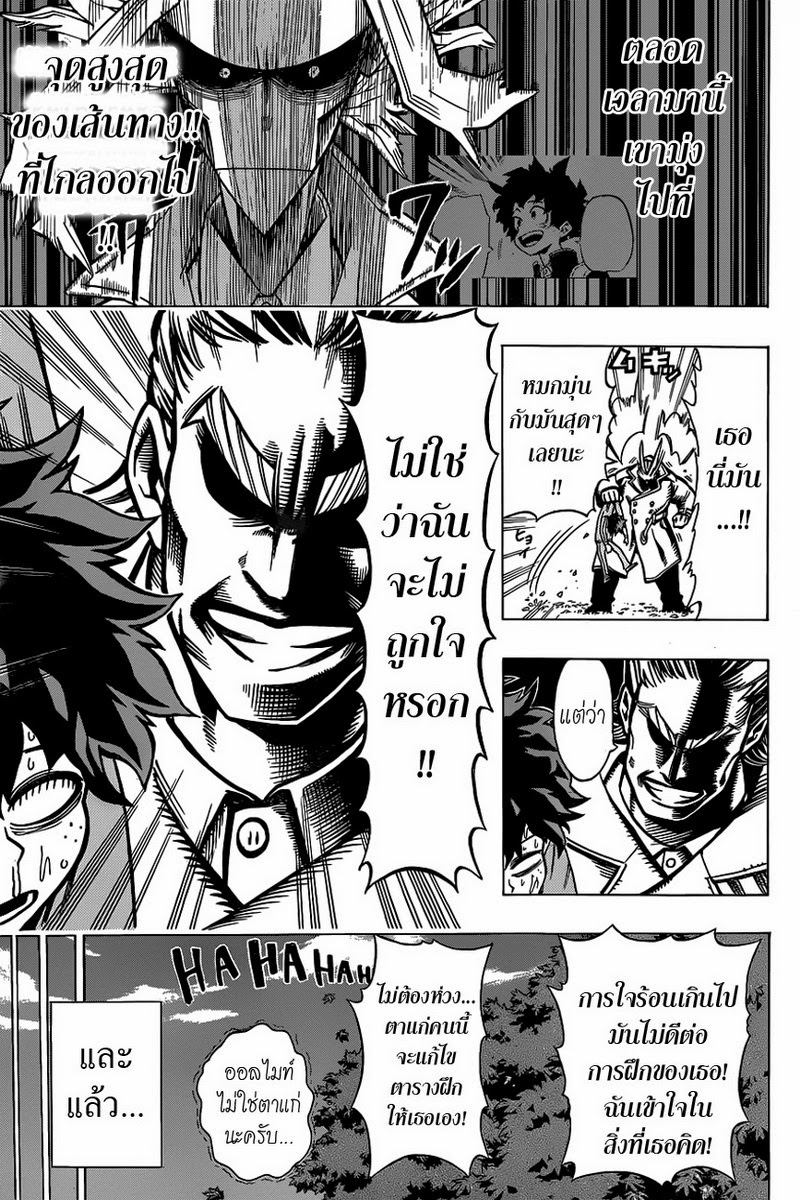 ตลอด
เวลามานี้
เขามุ่ง
ไปที่
จุดสูงสุด
ของเส้นทาง!!
ที่ไกลออกไป
!!
ワッ
ムキッ
เธอ
นี่มัน
...!!
หมกมุ่น
กับมันสุดๆ
เลยนะ
!!
ヒョイ
แต่ว่า
ไม่ใช่
ว่าฉัน
จะไม่
ถูกใจ
หรอก
!!
การใจร้อนเกินไป
มันไม่ดีต่อ
การฝึกของเธอ!
ฉันเข้าใจใน
สิ่งที่เธอคิด!
ไม่ต้องห่วง...
ตาแก่คนนี้
จะแก้ไข
ตารางฝึก
ให้เธอเอง!
HA HA HAH
ออลไมท์
ไม่ใช่ตาแก่
นะครับ...
และ
แล้ว...